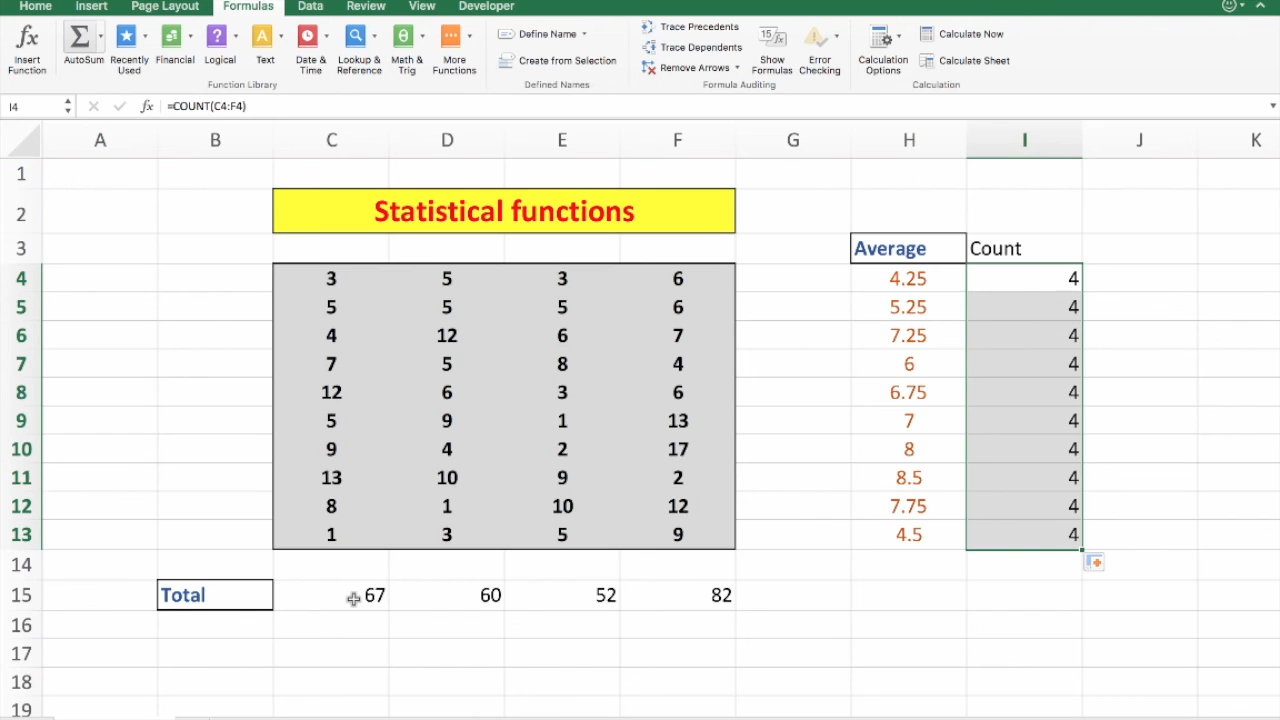 Home Insert Page Layout Formulas Data Review View Developer
fx Σ ? A θ ... 15/fx
Insert Function AutoSum Recently Used Financial Logical Text Date & Time Lookup & Reference Math & Trig More Functions
Function Library
Define Name
Create from Selection
Defined Names
Trace Precedents
Trace Dependents
Remove Arrows
Show Formulas Error Checking
Formula Auditing
Calculation Options
Calculate Now
Calculate Sheet
Calculation
I4 fx =COUNT(C4:F4)
A B C D E F G H I J K
1
2 Statistical functions
3 Average Count
4 3 5 3 6 4.25 4
5 5 5 5 6 5.25 4
6 4 12 6 7 7.25 4
7 7 5 8 4 6 4
8 12 6 3 6 6.75 4
9 5 9 1 13 7 4
10 9 4 2 17 8 4
11 13 10 9 2 8.5 4
12 8 1 10 12 7.75 4
13 1 3 5 9 4.5 4
14
15 Total 67 60 52 82
16
17
18
19